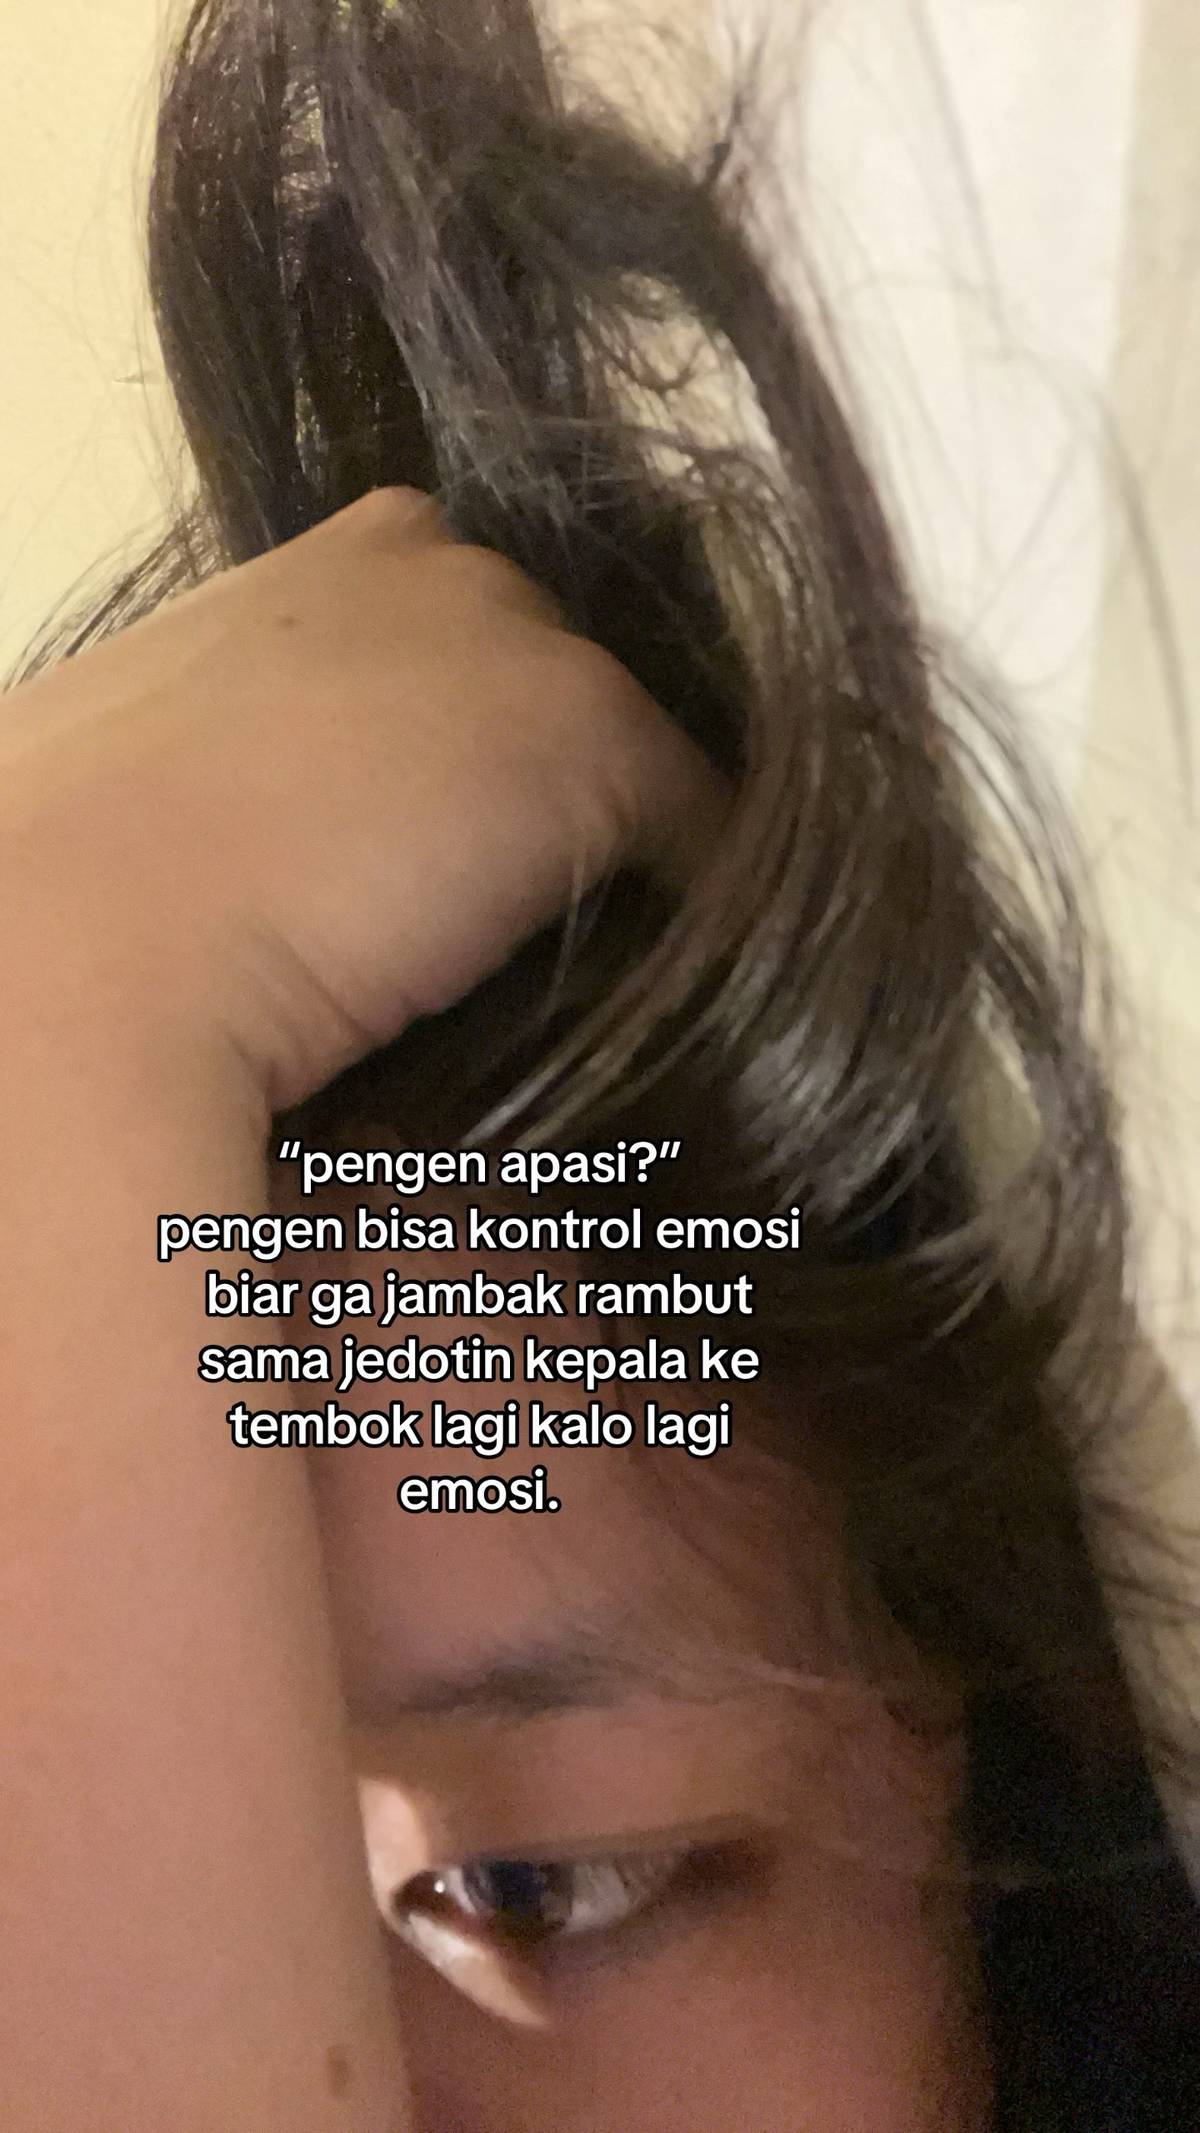 “pengen apasi?”
pengen bisa kontrol emosi
biar ga jambak rambut
sama jedotin kepala ke
tembok lagi kalo lagi
emosi.